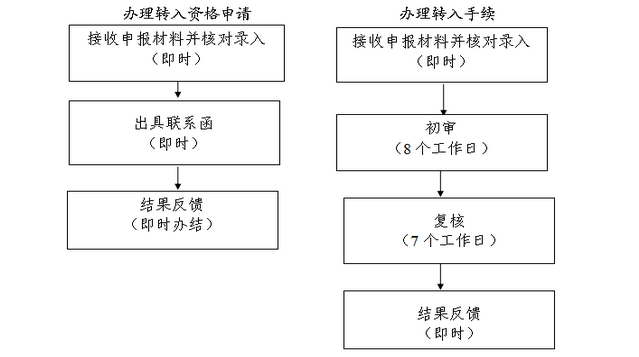 办理转入资格申请
接收申报材料并核对录入
（即时）
出具联系函
（即时）
结果反馈
（即时办结）
办理转入手续
接收申报材料并核对录入
（即时）
初审
（8个工作日）
复核
（7个工作日）
结果反馈
（即时）